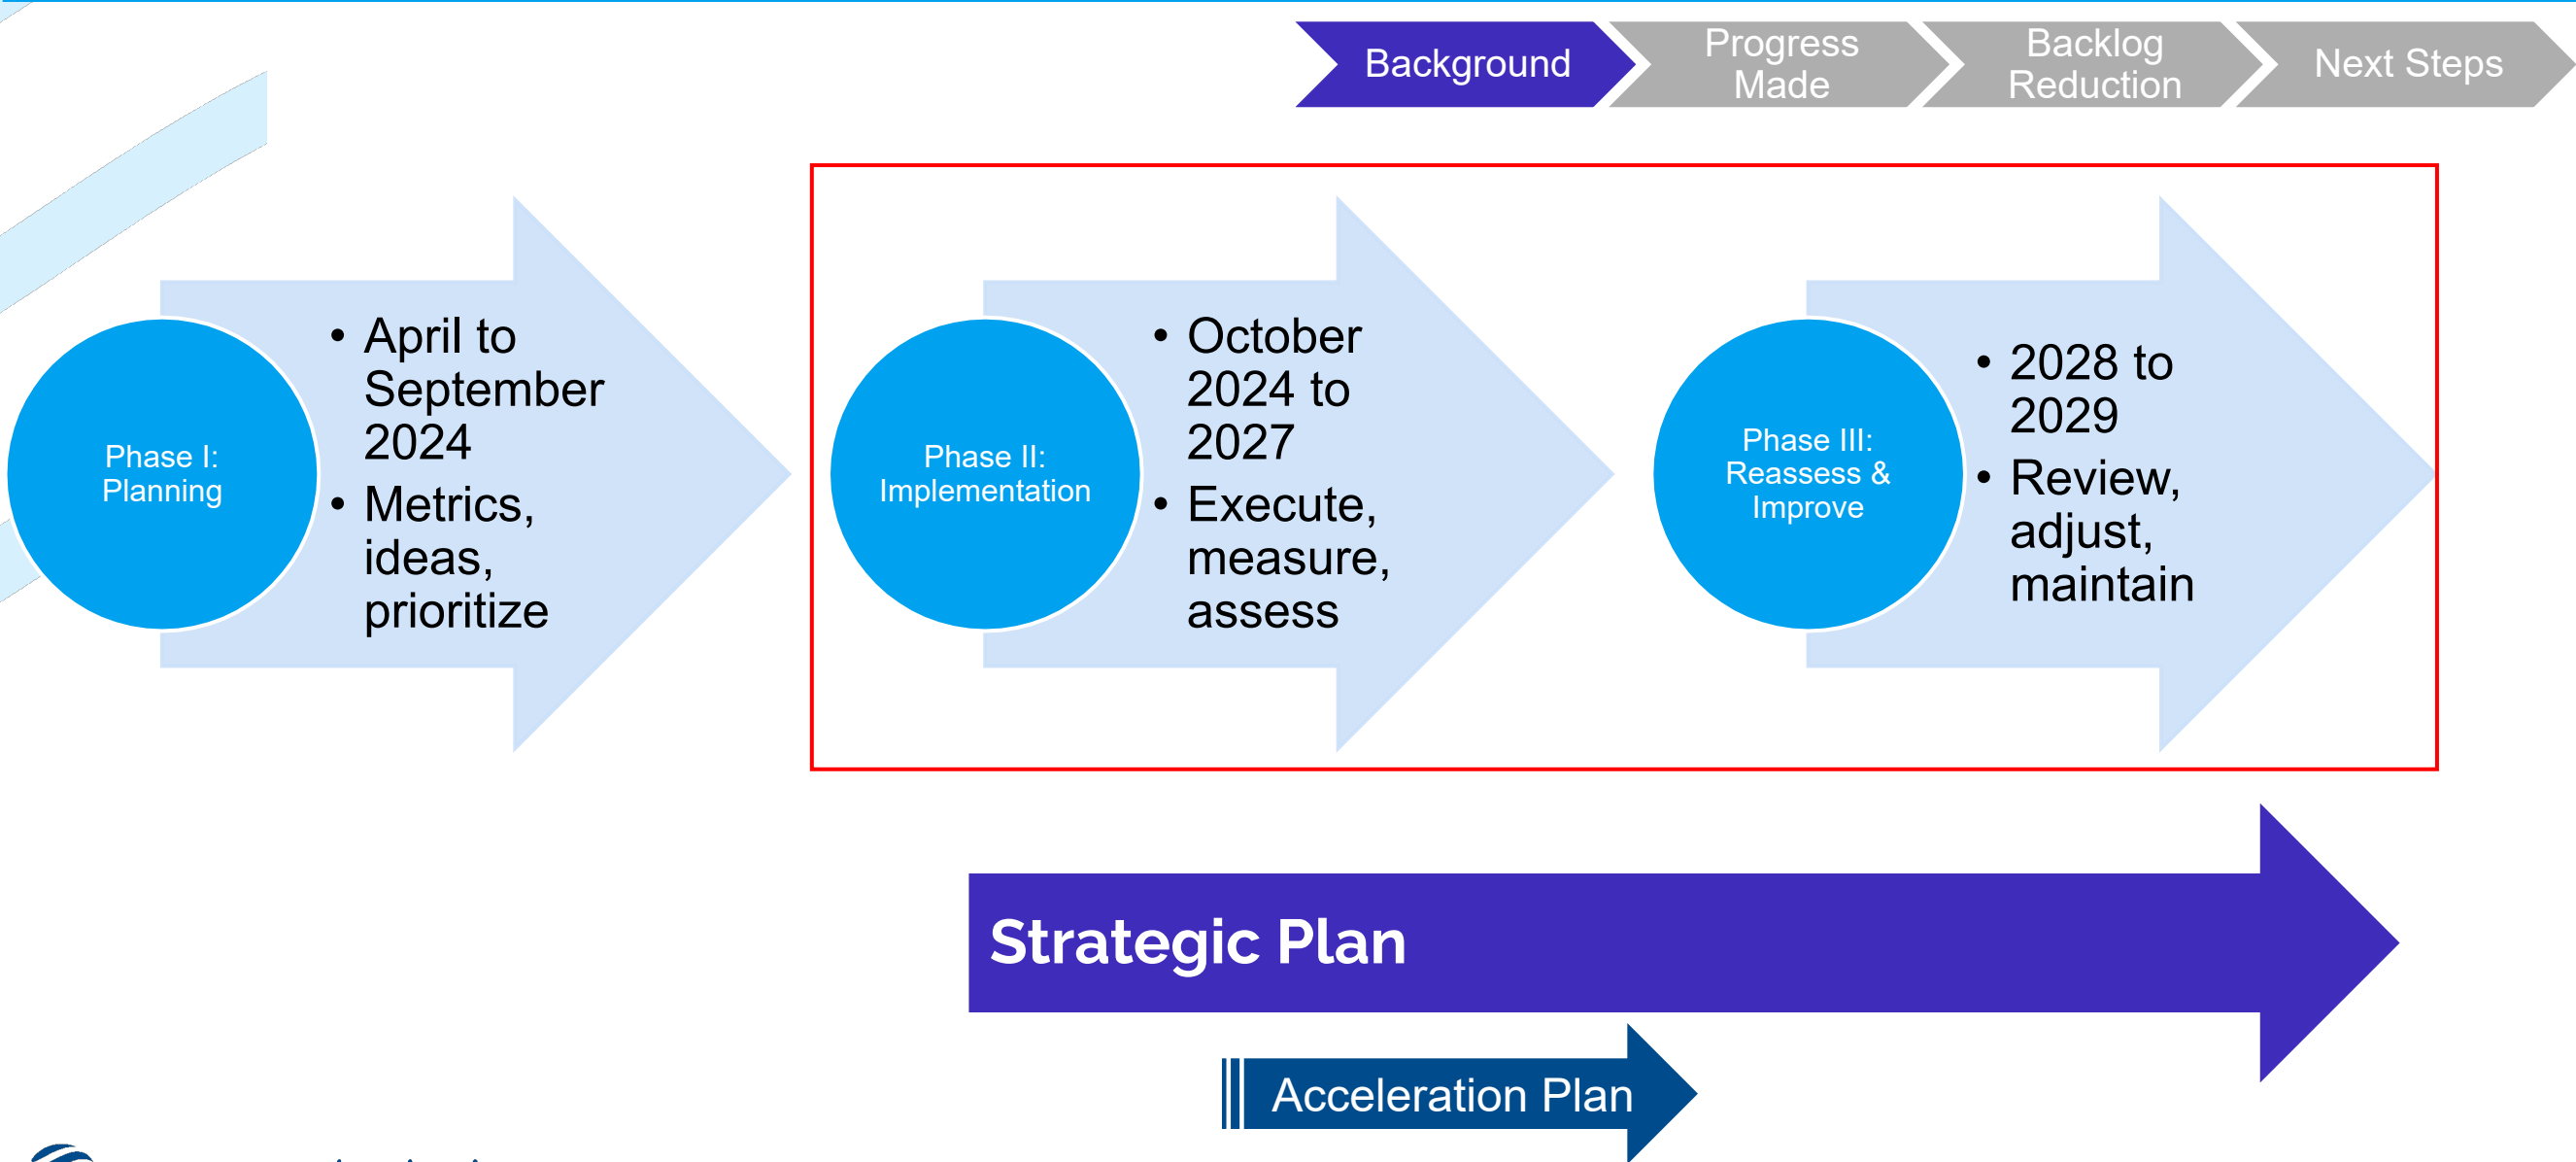 Background
Progress
Made
Backlog
Reduction
Next Steps
Phase I:
Planning
• April to
September
2024
• Metrics,
ideas,
prioritize
Phase II:
Implementation
• October
2024 to
2027
• Execute,
measure,
assess
Phase III:
Reassess &
Improve
• 2028 to
2029
• Review,
adjust,
maintain
Strategic Plan
Acceleration Plan